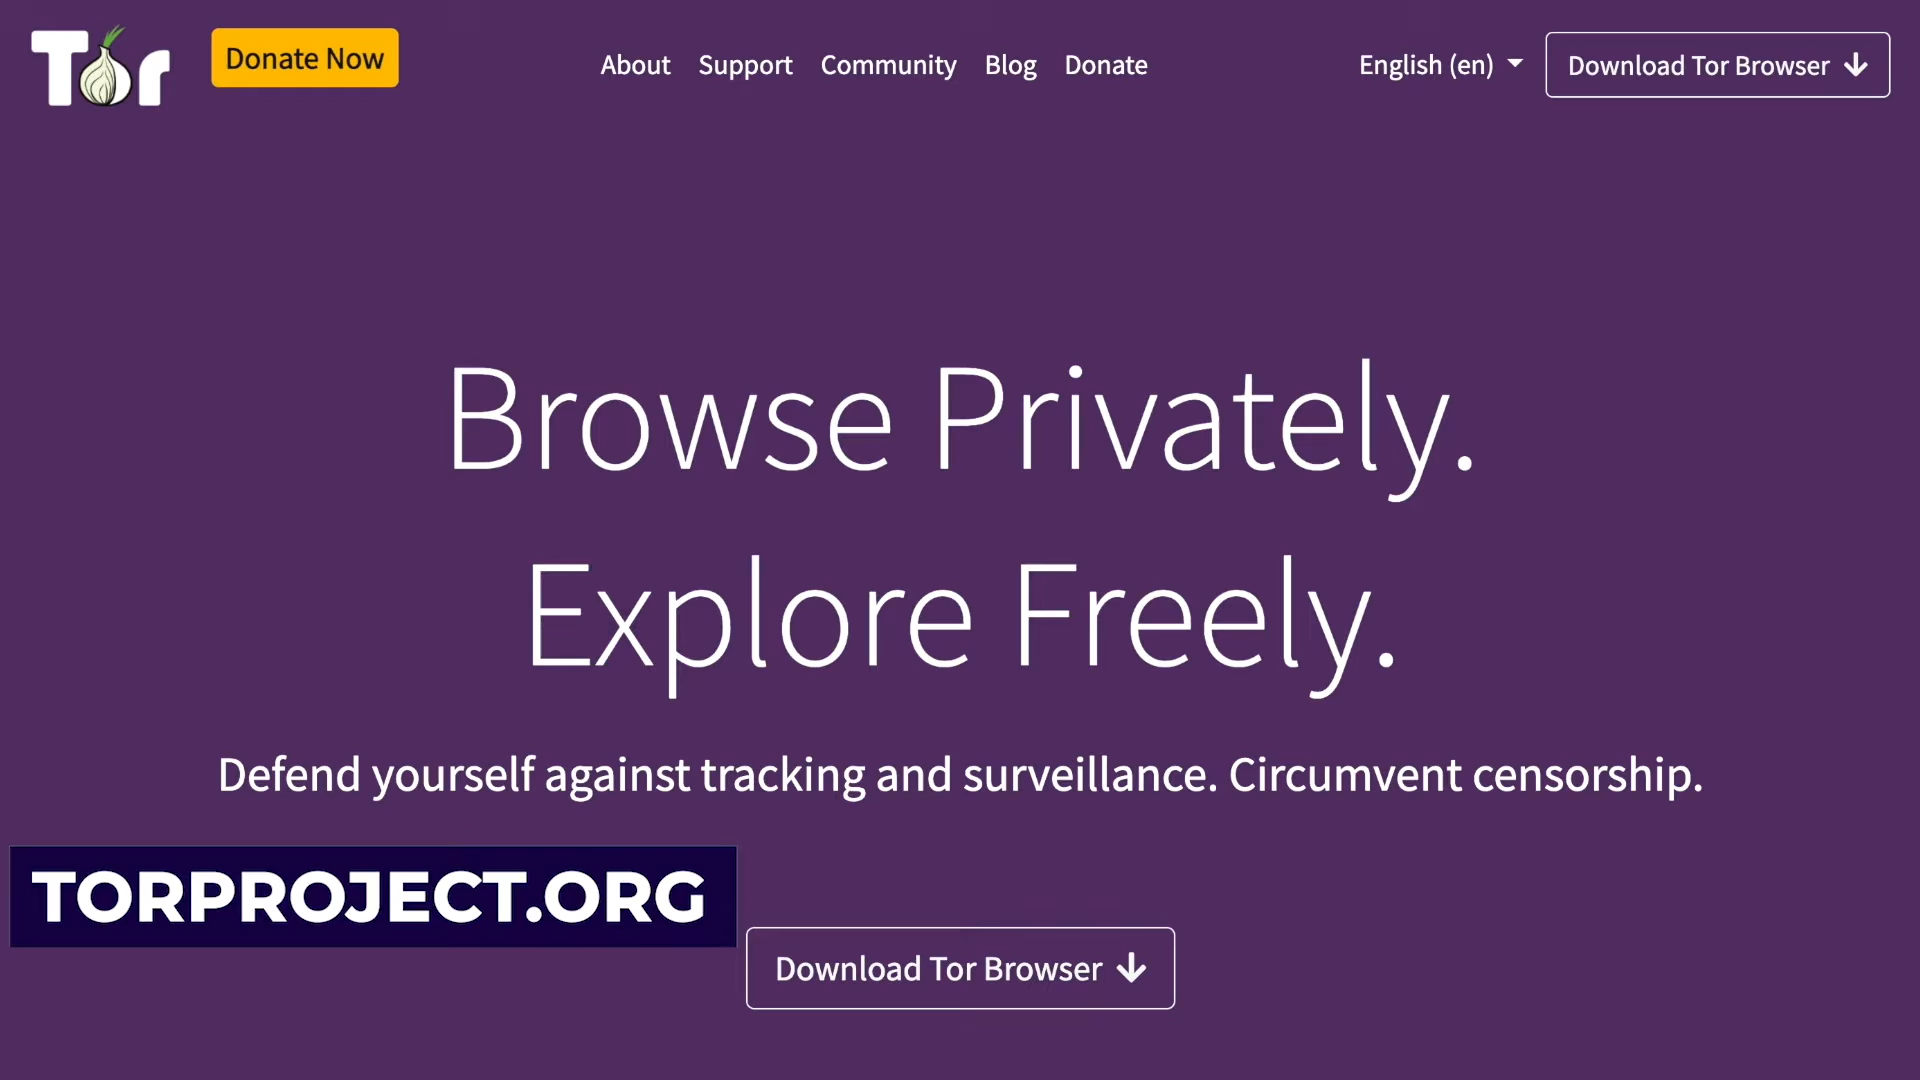 Tor
Donate Now
About Support Community Blog Donate
English (en)
Download Tor Browser
Browse Privately.
Explore Freely.
Defend yourself against tracking and surveillance. Circumvent censorship.
TORPROJECT.ORG
Download Tor Browser